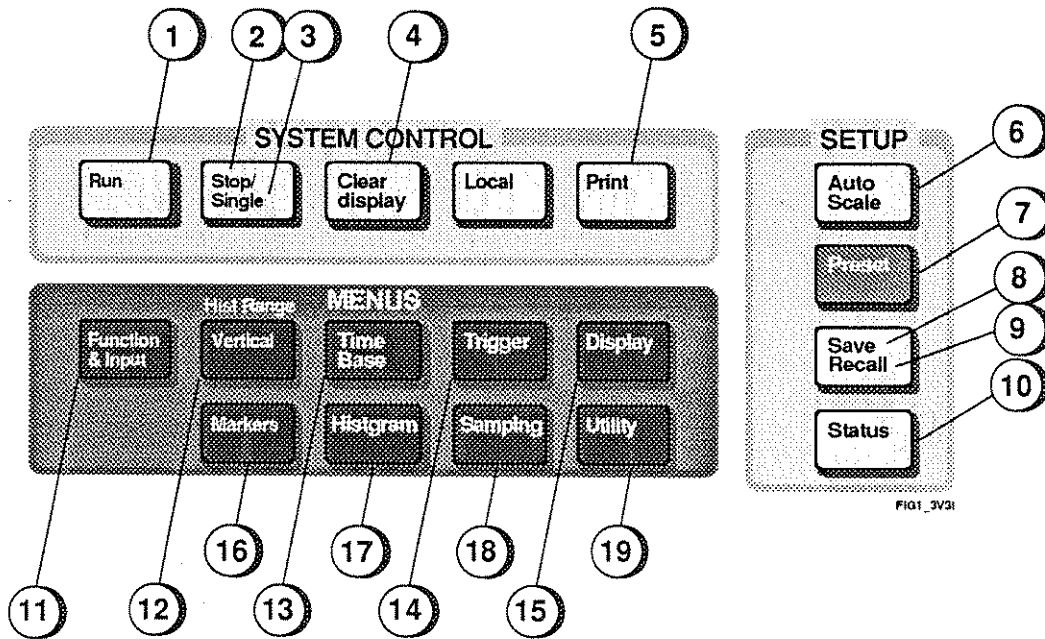 1 2 3 4 5
SYSTEM CONTROL
Run
Stop/
Single
Clear
display
Local
Print
SETUP
6
Auto
Scale
7
Preset
8
Save
Recall
9
10
Status
FIG1_3V3I
MENUS
Hist Range
Function
& Input
Vertical
Time
Base
Trigger
Display
Markers
Histgram
Sampling
Utility
16 17 18 19
11 12 13 14 15